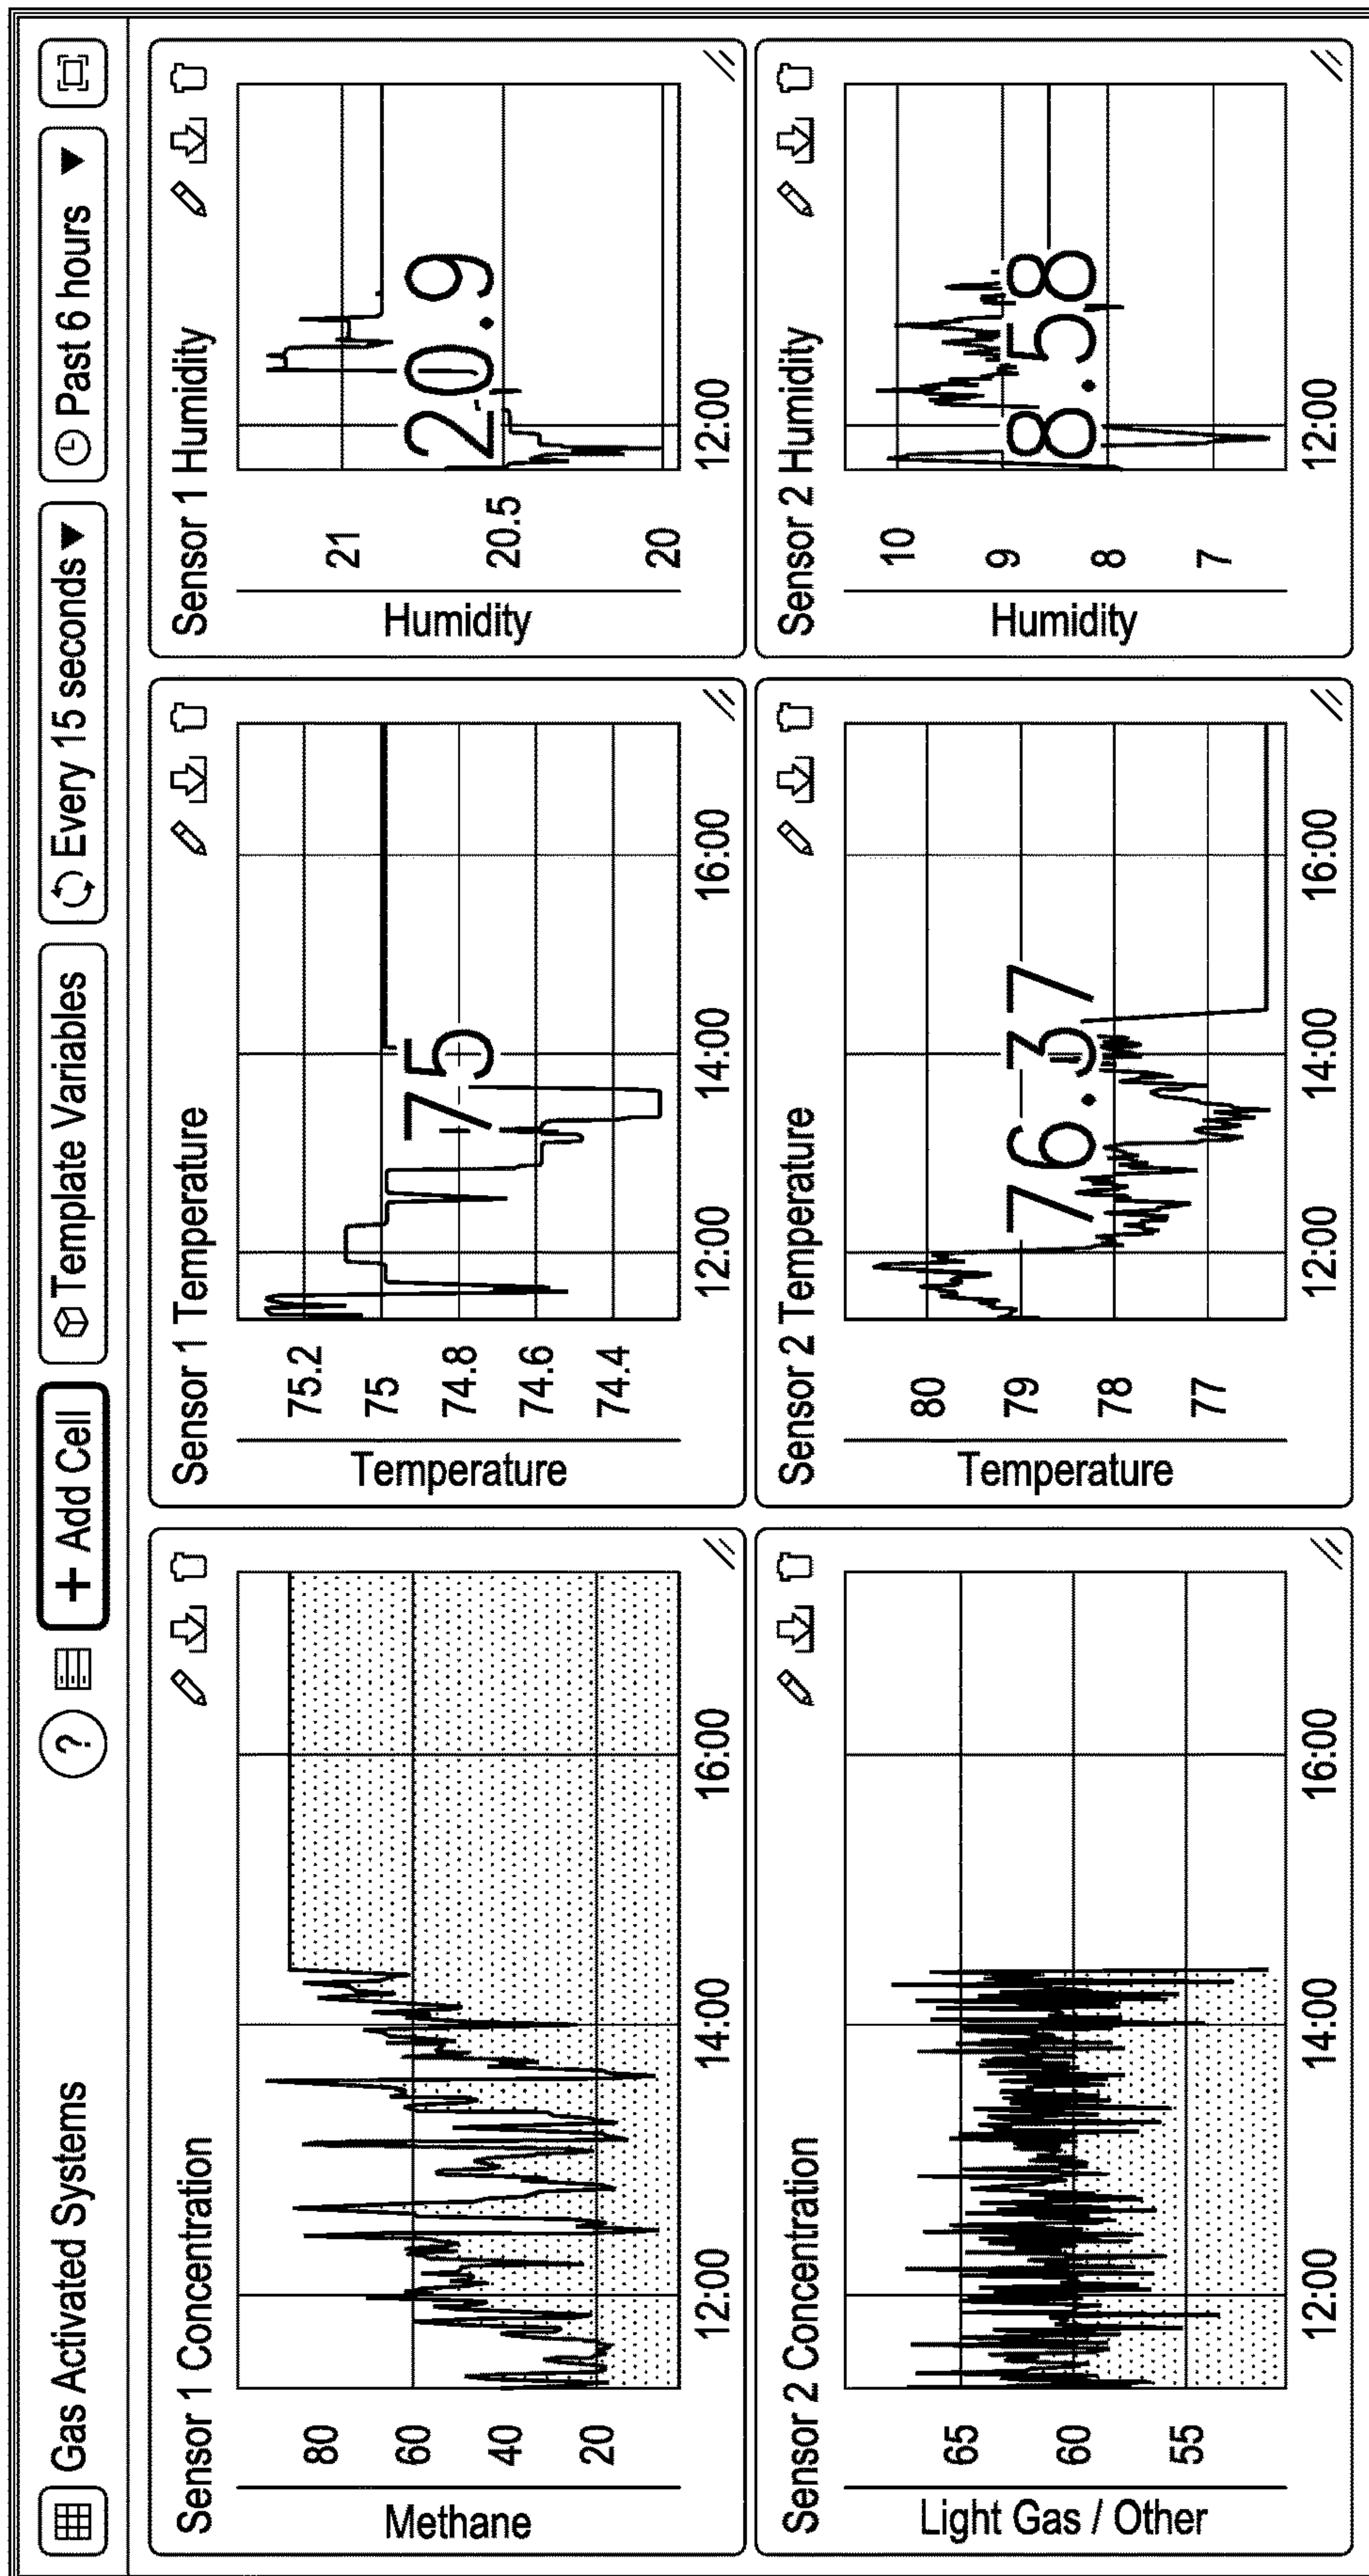 Gas Activated Systems
?
+ Add Cell
Template Variables
Every 15 seconds
Past 6 hours
Sensor 1 Concentration
Methane
80
60
40
20
12:00
14:00
16:00
Sensor 1 Temperature
Temperature
75.2
75
74.8
74.6
74.4
75
12:00
14:00
16:00
Sensor 1 Humidity
Humidity
21
20.5
20
20.9
12:00
Sensor 2 Concentration
Light Gas / Other
65
60
55
12:00
14:00
16:00
Sensor 2 Temperature
Temperature
80
79
78
77
76.37
12:00
14:00
16:00
Sensor 2 Humidity
Humidity
10
9
8
7
8.58
12:00